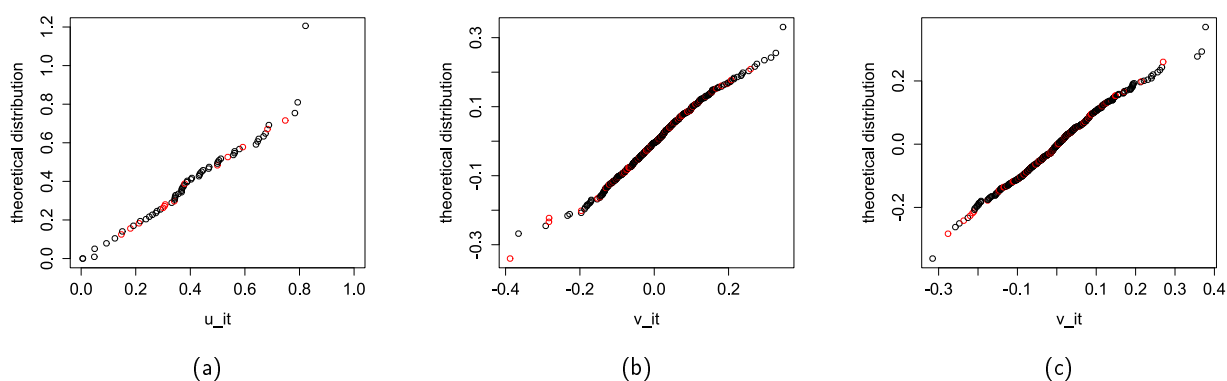 theoretical distribution
0.0 0.2 0.4 0.6 0.8 1.0 1.2
0.0 0.2 0.4 0.6 0.8 1.0
u_it
(a)
theoretical distribution
-0.3 -0.1 0.1 0.3
-0.4 -0.2 0.0 0.2
v_it
(b)
theoretical distribution
-0.2 0.0 0.2
-0.3 -0.1 0.1 0.2 0.3 0.4
v_it
(c)